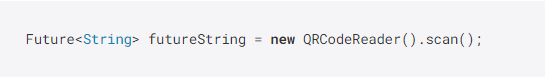 Future<String> futureString = new QRCodeReader().scan();